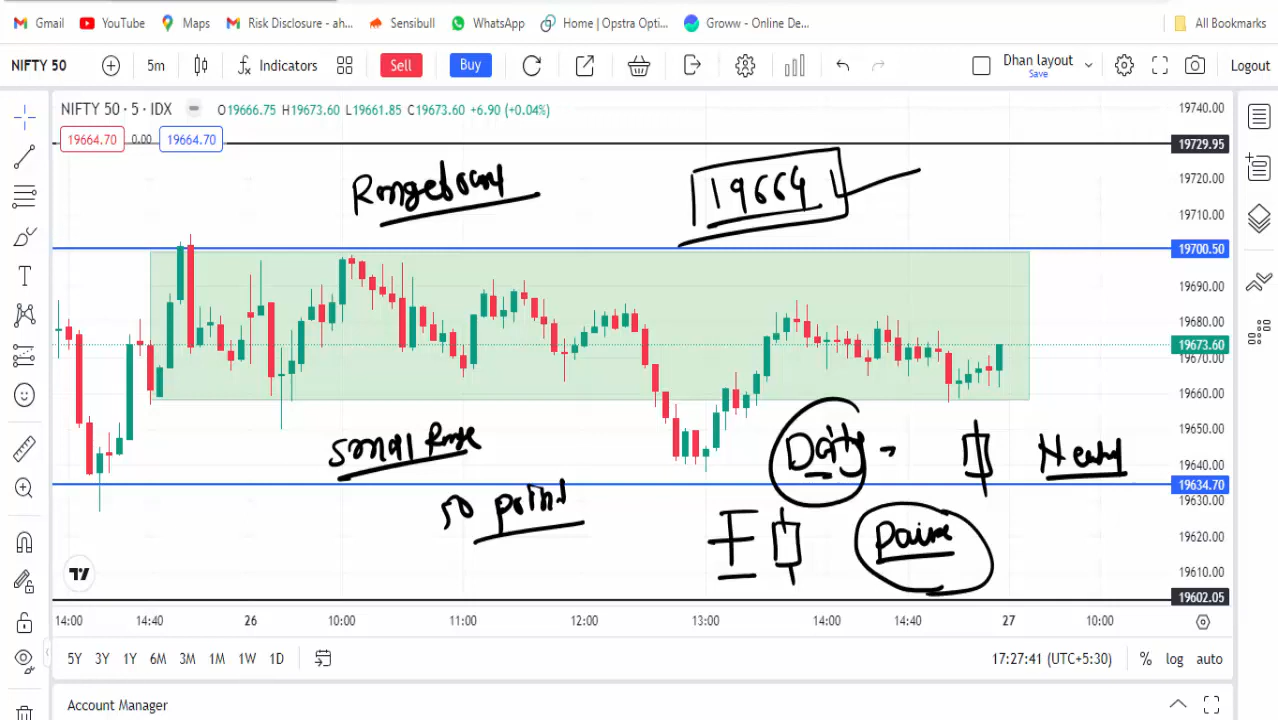 Gmail YouTube Maps Risk Disclosure - ah... Sensibull WhatsApp Home | Opstra Opti... Groww - Online De... All Bookmarks
NIFTY 50 5m Indicators Sell Buy Dhan layout Save Logout
NIFTY 50 · 5 · IDX O19666.75 H19673.60 L19661.85 C19673.60 +6.90 (+0.04%)
19664.70 0.00 19664.70
19740.00
19729.95
19720.00
19664
19710.00
19700.50
19690.00
19680.00
19673.60
19670.00
19660.00
19650.00
small Range
Daily
19640.00
19634.70
19630.00
50 point
19620.00
19610.00
19602.05
14:00 14:40 26 10:00 11:00 12:00 13:00 14:00 14:40 27 10:00
5Y 3Y 1Y 6M 3M 1M 1W 1D 17:27:41 (UTC+5:30) % log auto
Account Manager